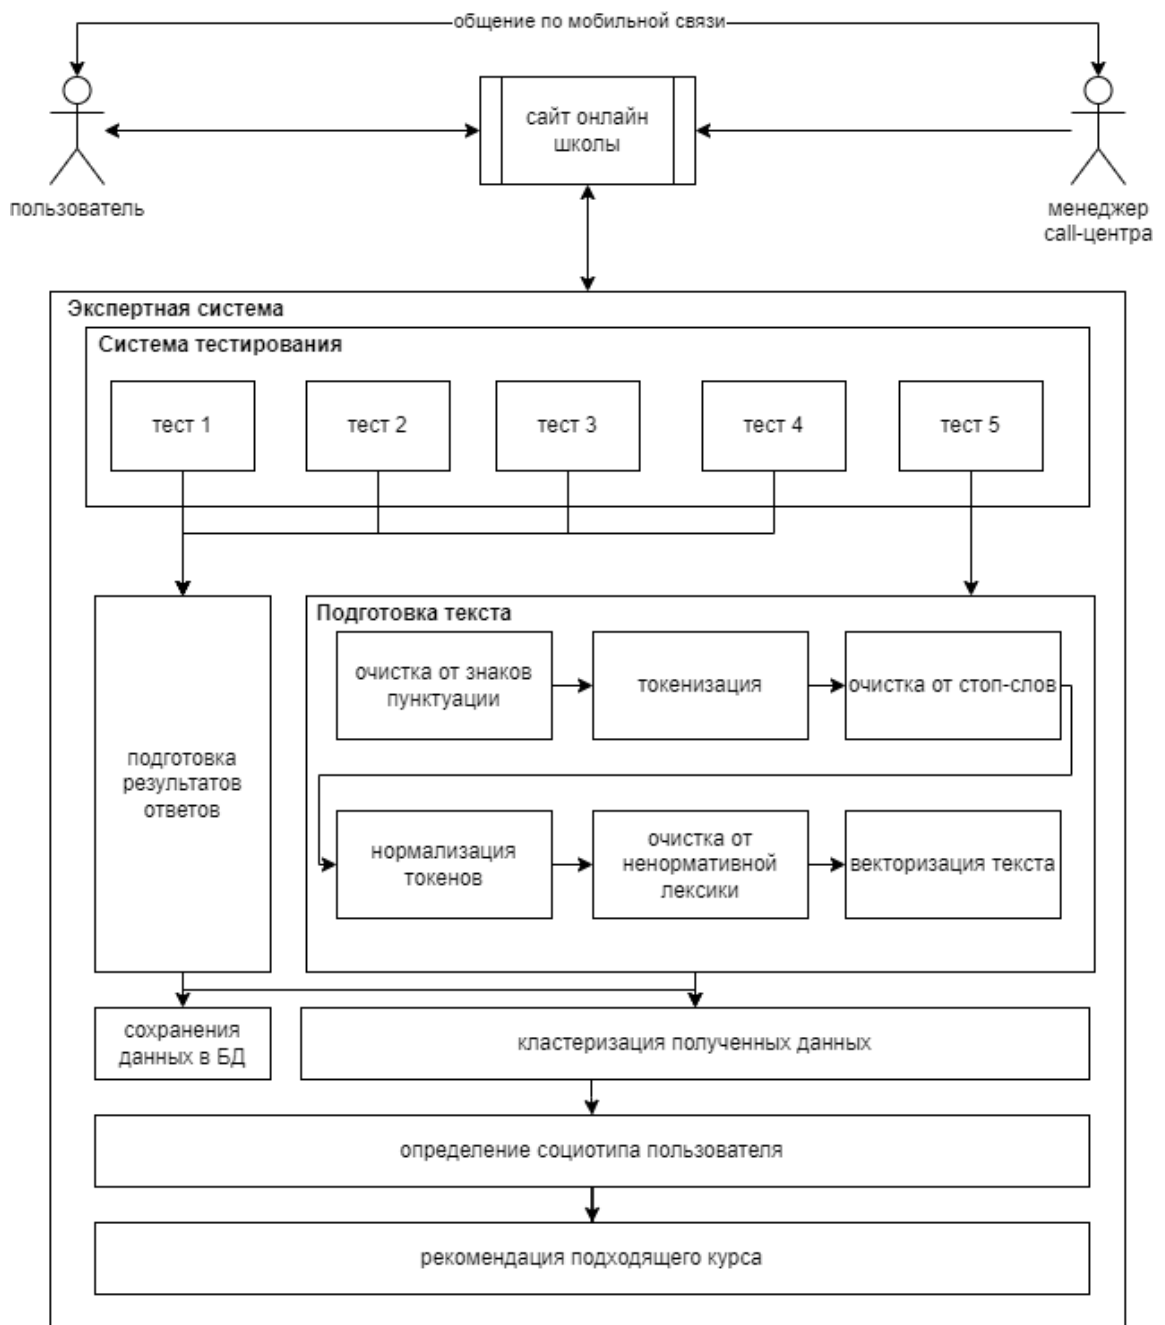 общение по мобильной связи
сайт онлайн
школы
пользователь
менеджер
call-центра
Экспертная система
Система тестирования
тест 1
тест 2
тест 3
тест 4
тест 5
Подготовка текста
очистка от знаков
пунктуации
токенизация
очистка от стоп-слов
подготовка
результатов
ответов
нормализация
токенов
очистка от
ненормативной
лексики
векторизация текста
сохранения
данных в БД
кластеризация полученных данных
определение социотипа пользователя
рекомендация подходящего курса